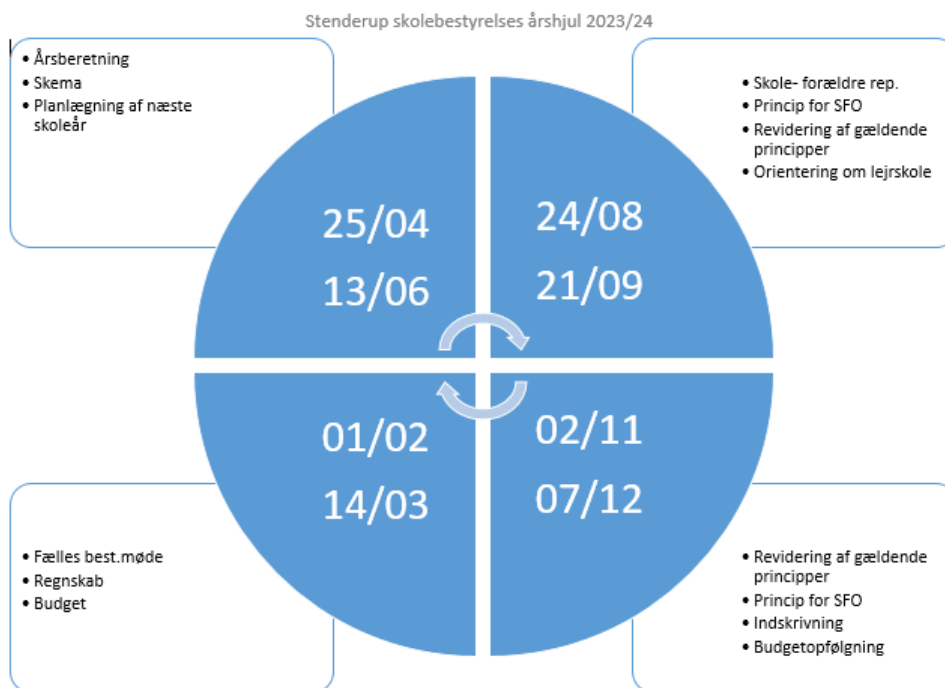 Stenderup skolebestyrelses årshjul 2023/24
• Årsberetning
• Skema
• Planlægning af næste
skoleår
• Skole- forældre rep.
• Princip for SFO
• Revidering af gældende
principper
• Orientering om lejrskole
25/04
13/06
24/08
21/09
01/02
14/03
02/11
07/12
• Fælles best.møde
• Regnskab
• Budget
• Revidering af gældende
principper
• Princip for SFO
• Indskrivning
• Budgetopfølgning